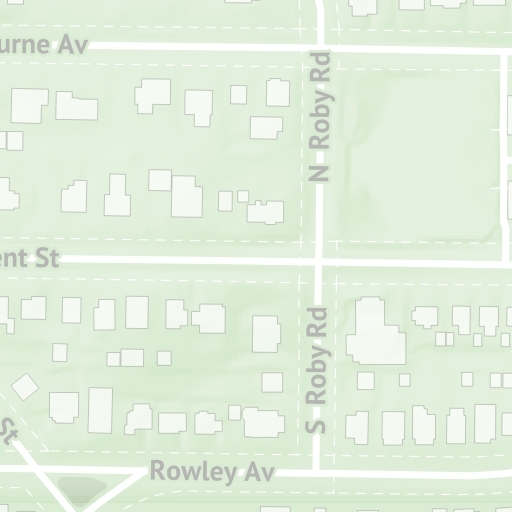 urne Av
N Roby Rd
ent St
S Roby Rd
St
Rowley Av